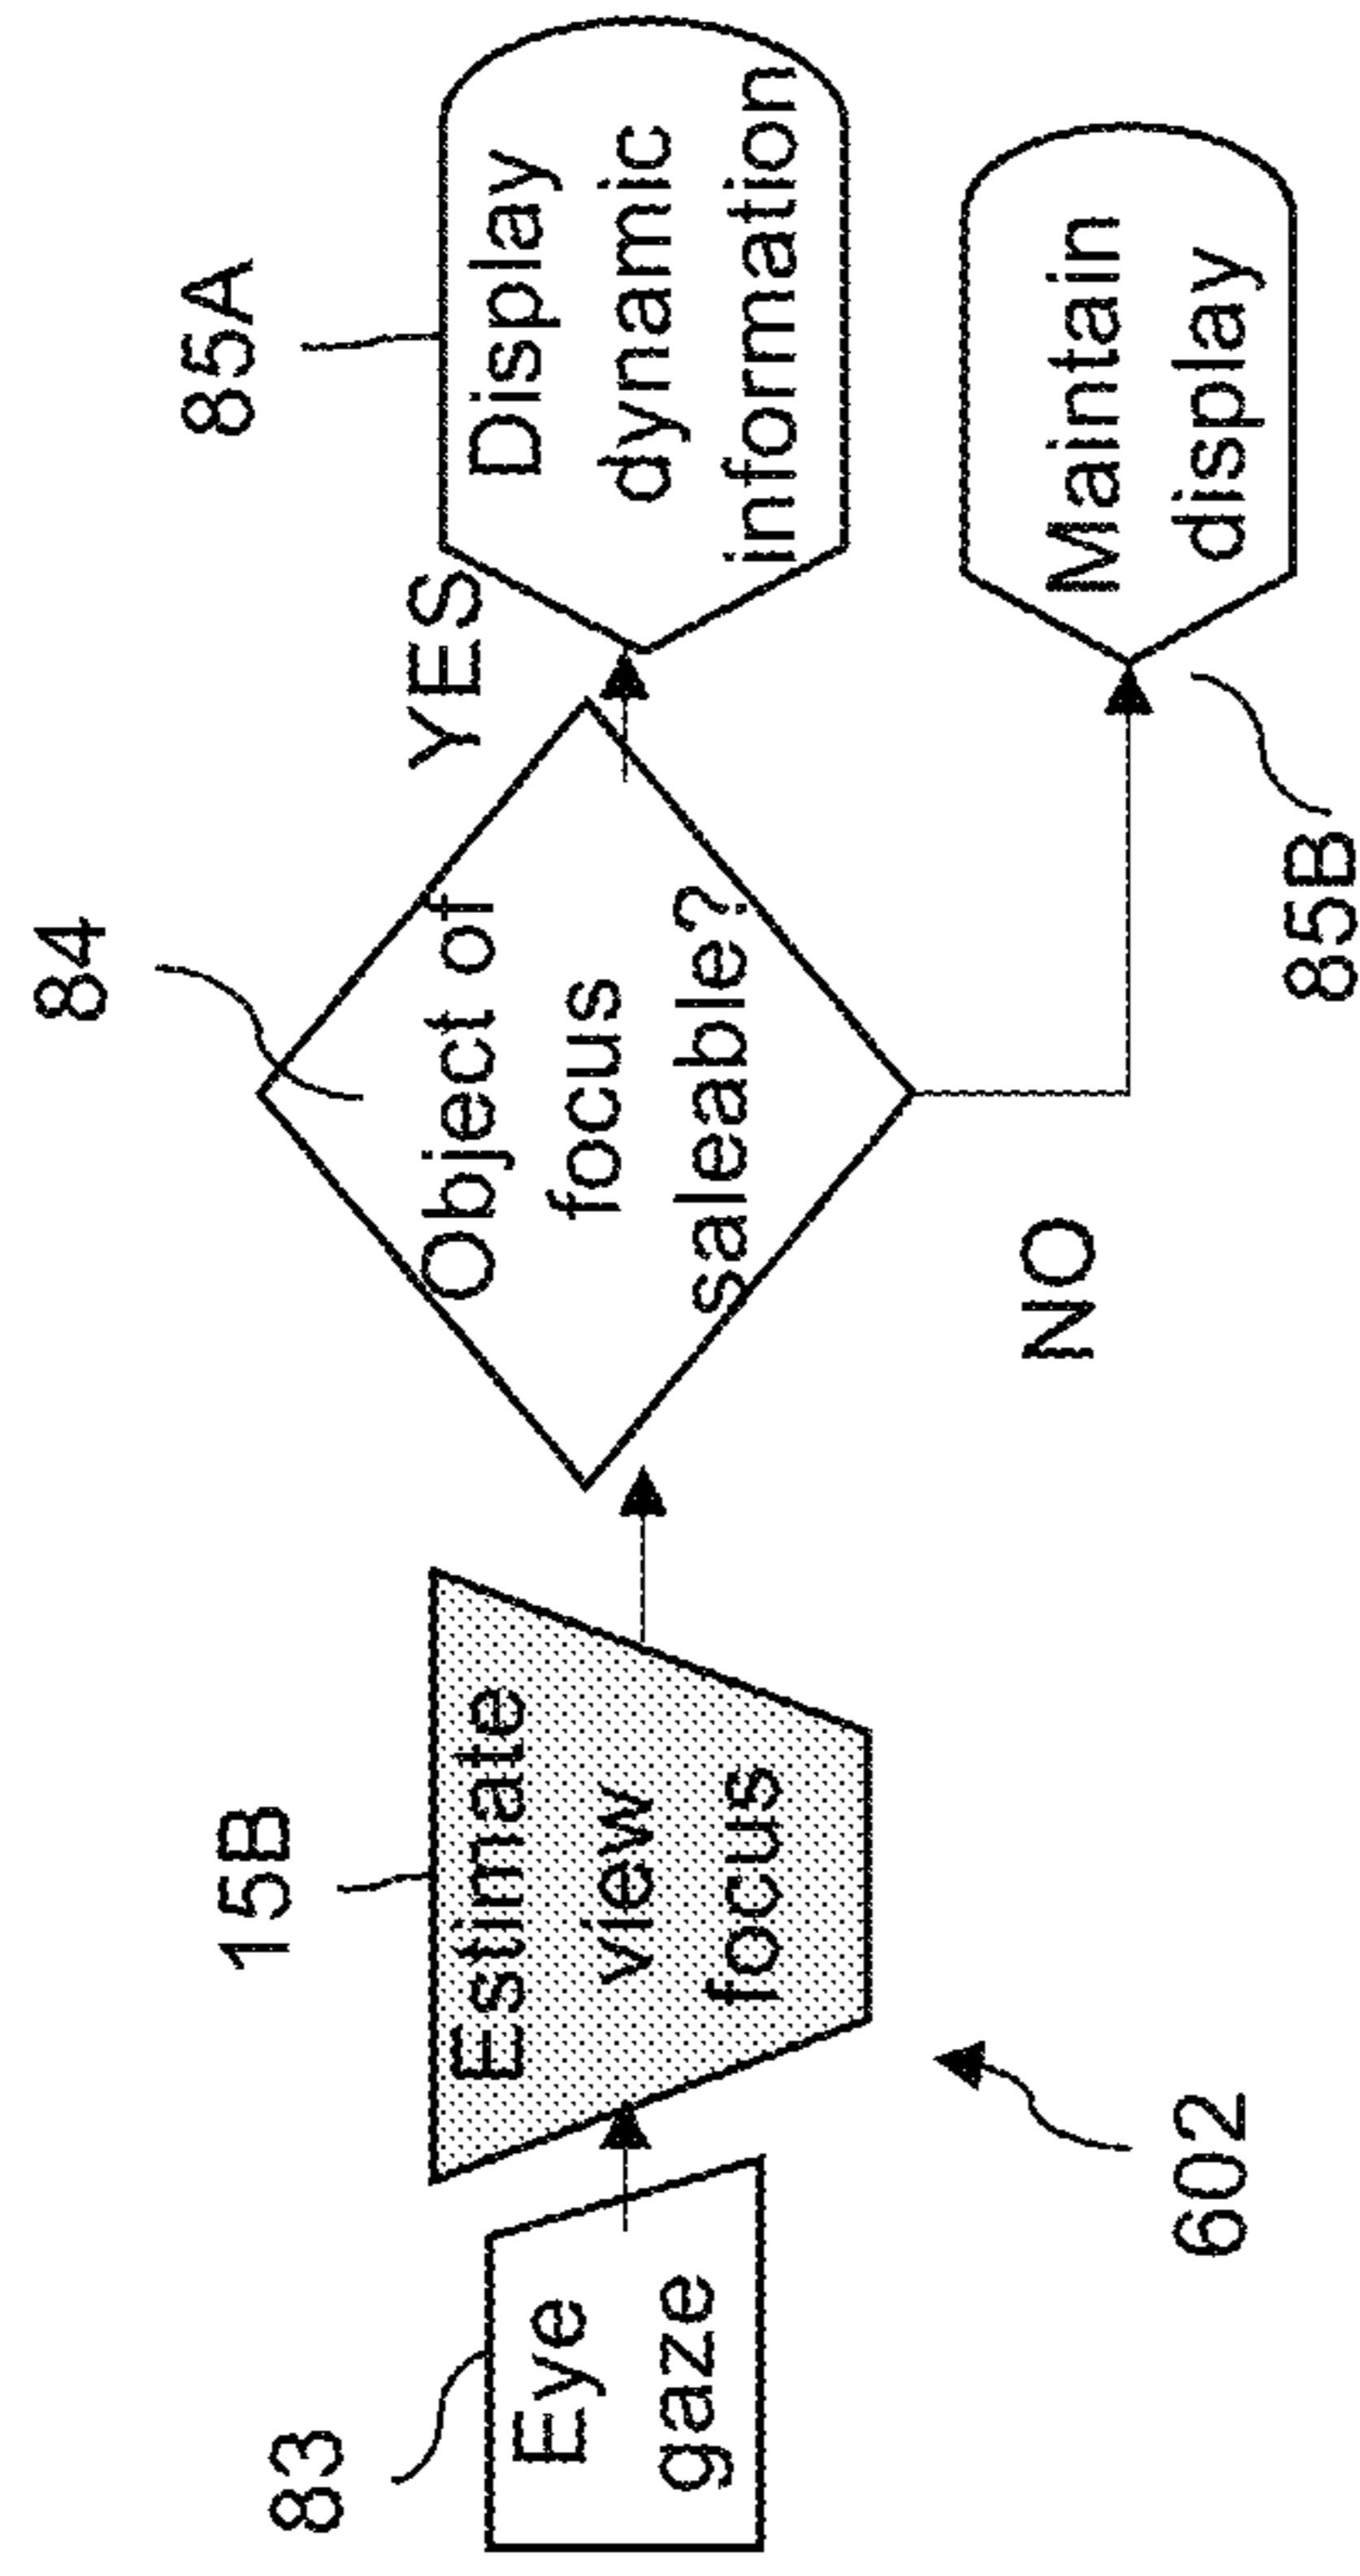 83
Eye
gaze
15B
Estimate
view
focus
602
84
Object of
focus
saleable?
YES
NO
85A
Display
dynamic
information
85B
Maintain
display